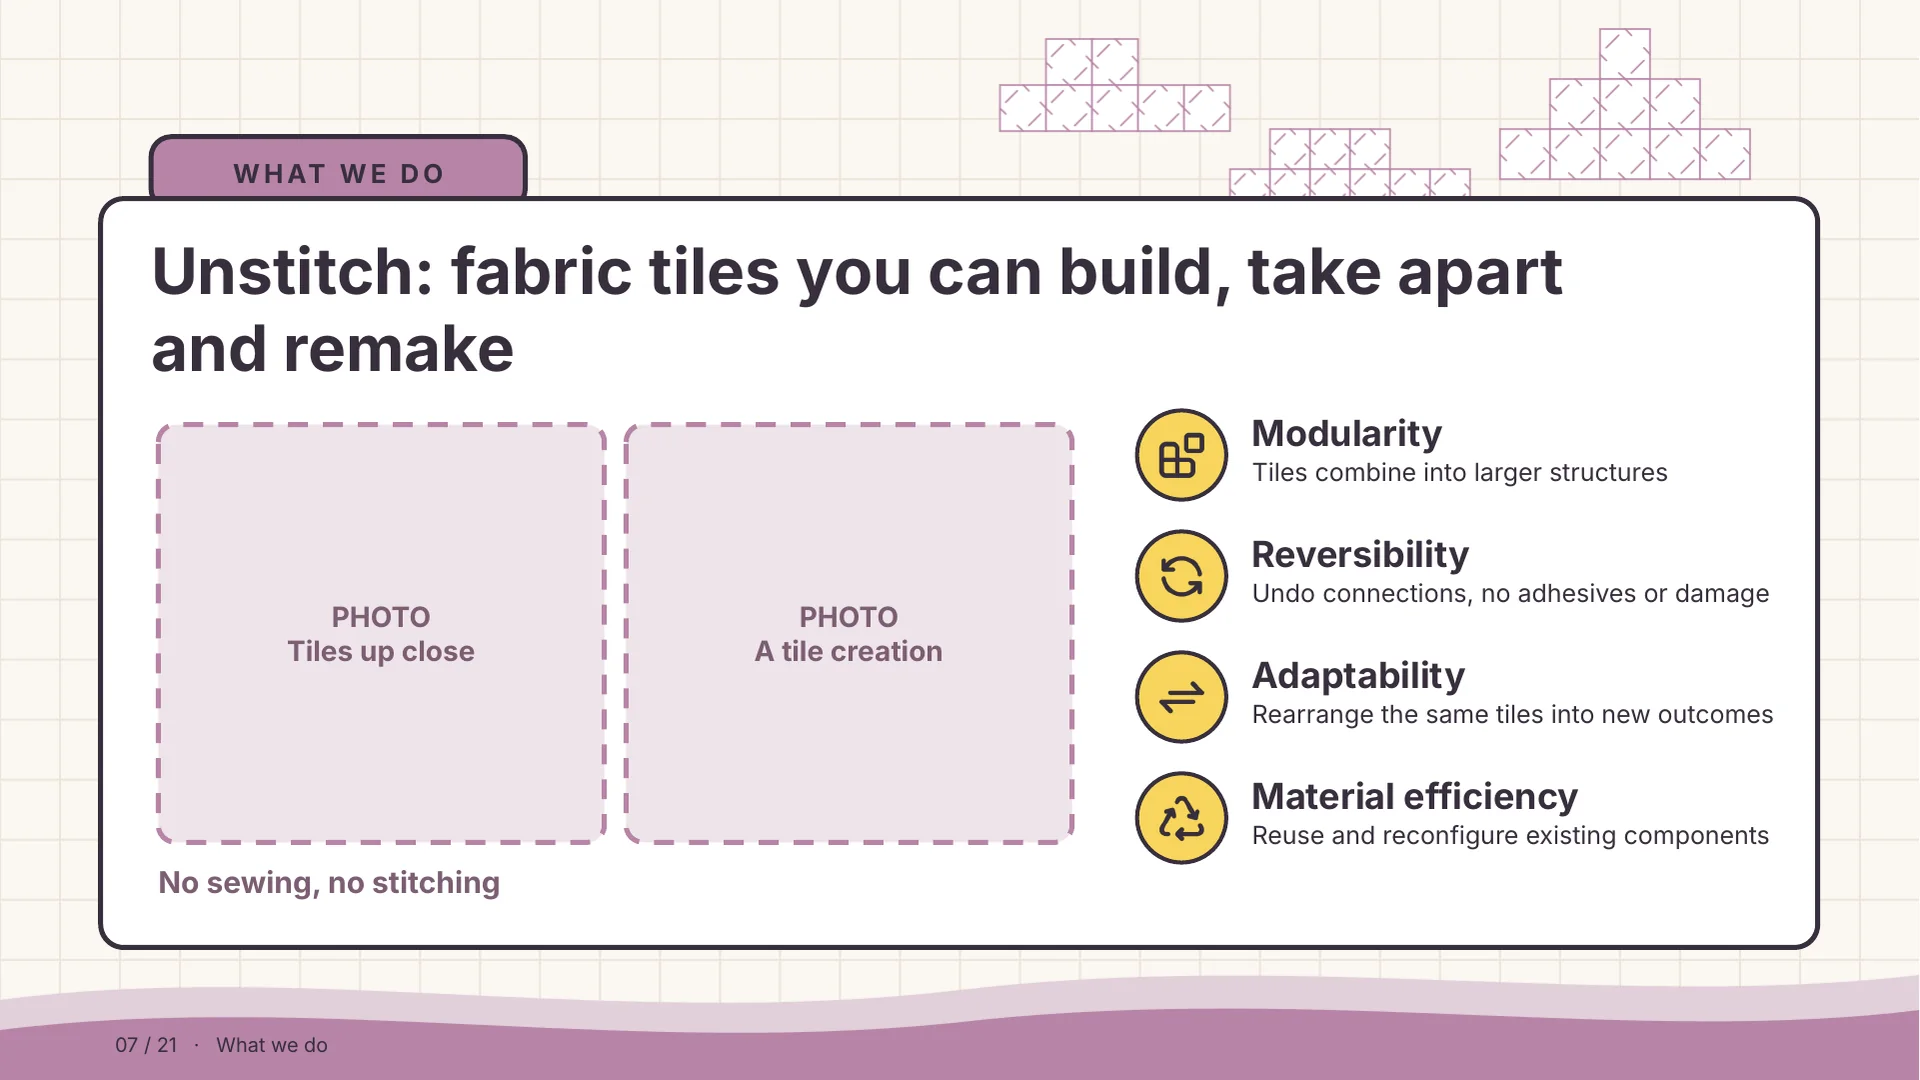 WHAT WE DO
Unstitch: fabric tiles you can build, take apart
and remake
PHOTO
Tiles up close
PHOTO
A tile creation
No sewing, no stitching
Modularity
Tiles combine into larger structures
Reversibility
Undo connections, no adhesives or damage
Adaptability
Rearrange the same tiles into new outcomes
Material efficiency
Reuse and reconfigure existing components
07 / 21 · What we do